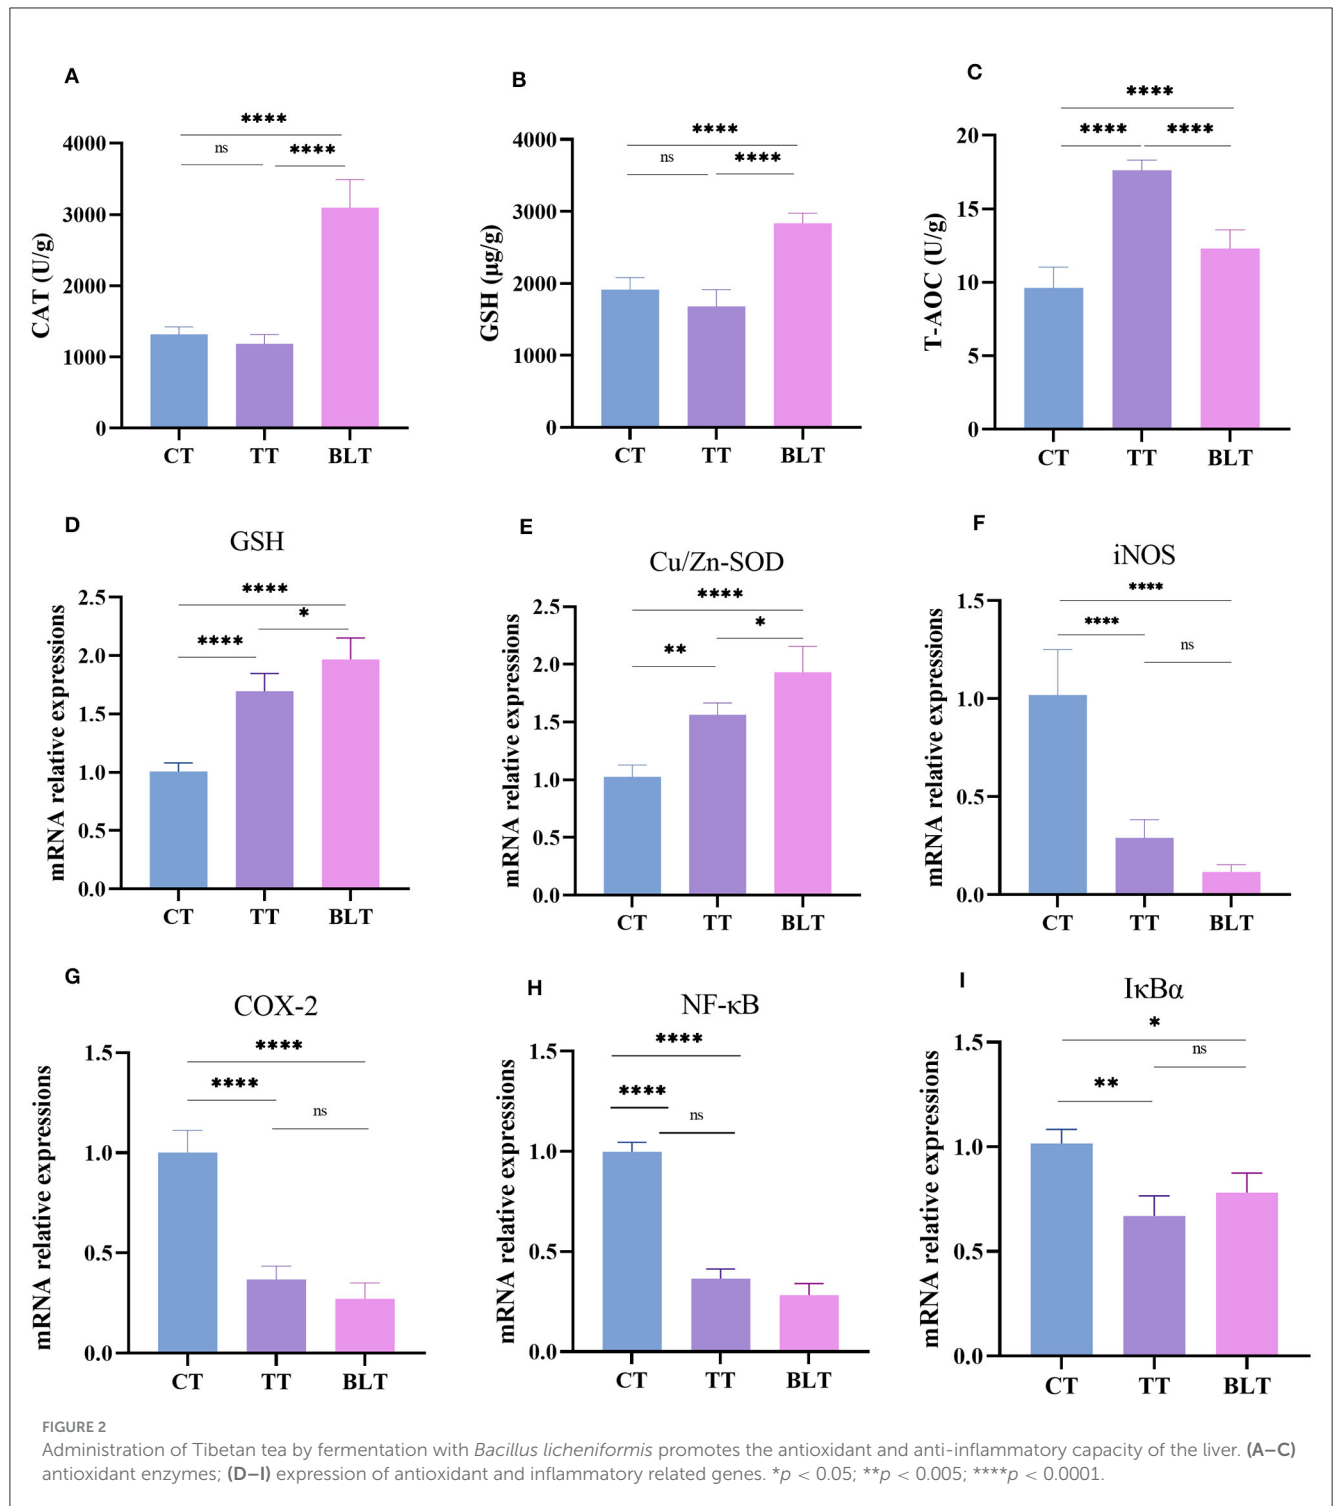 A
CAT (U/g)
4000
3000
2000
1000
0
****
ns
****
CT TT BLT
B
GSH (µg/g)
4000
3000
2000
1000
0
****
ns
****
CT TT BLT
C
T-AOC (U/g)
20
15
10
5
0
****
**** ****
CT TT BLT
D
GSH
mRNA relative expressions
2.5
2.0
1.5
1.0
0.5
0.0
****
*
****
CT TT BLT
E
Cu/Zn-SOD
mRNA relative expressions
2.5
2.0
1.5
1.0
0.5
0.0
****
*
**
CT TT BLT
F
iNOS
mRNA relative expressions
1.5
1.0
0.5
0.0
****
****
ns
CT TT BLT
G
COX-2
mRNA relative expressions
1.5
1.0
0.5
0.0
****
****
ns
CT TT BLT
H
NF-κB
mRNA relative expressions
1.5
1.0
0.5
0.0
****
****
ns
CT TT BLT
I
IκBα
mRNA relative expressions
1.5
1.0
0.5
0.0
*
ns
**
CT TT BLT
FIGURE 2
Administration of Tibetan tea by fermentation with Bacillus licheniformis promotes the antioxidant and anti-inflammatory capacity of the liver. (A–C)
antioxidant enzymes; (D–I) expression of antioxidant and inflammatory related genes. *p < 0.05; **p < 0.005; ****p < 0.0001.